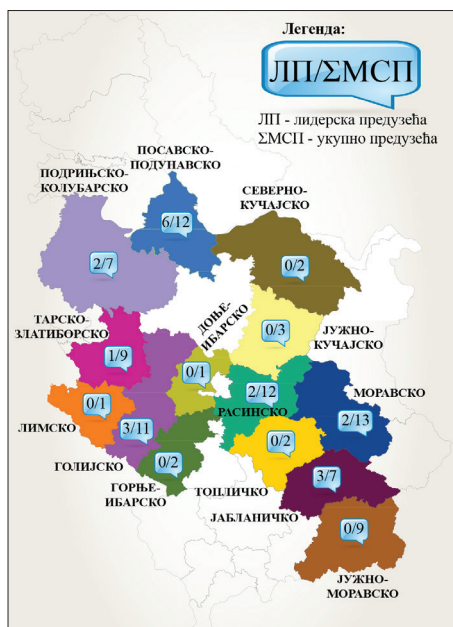 Легенда:
ЛП/ΣМСП
ЛП - лидерска предузећа
ΣМСП - укупно предузећа
ПОСАВСКО-
ПОДУНАВСКО
ПОДРИЊСКО-
КОЛУБАРСКО
СЕВЕРНО-
КУЧАЈСКО
6/12
2/7
0/2
ТАРСКО-
ЗЛАТИБОРСКО
ДОЊЕ-
ИБАРСКО
0/3
ЈУЖНО-
КУЧАЈСКО
1/9
0/1
МОРАВСКО
0/1
2/12
РАСИНСКО
2/13
ЛИМСКО
3/11
0/2
ГОЛИЈСКО
0/2
3/7
ГОРЊЕ-
ИБАРСКО
ТОПЛИЧКО
ЈАБЛАНИЧКО
0/9
ЈУЖНО-
МОРАВСКО